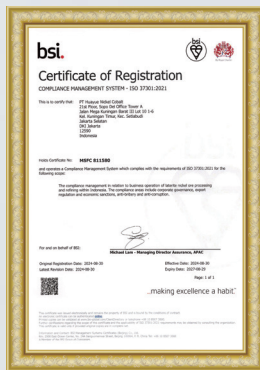 bsi.
Certificate of Registration
COMPLIANCE MANAGEMENT SYSTEM - ISO 37301:2021
This is to certify that:
PT Huayue Nickel Cobalt
21st Floor, Sopo Del Office Tower A
Jalan Mega Kuningan Barat III Lot 10 1-6
Kel. Kuningan Timur, Kec. Setiabudi
Jakarta Selatan
DKI Jakarta
12950
Indonesia
Holds Certificate No:
MSFC 811580
and operates a Compliance Management System which complies with the requirements of ISO 37301:2021 for the
following scope:
The compliance management in relation to business operation of laterite nickel ore processing
and refining within Indonesia. The compliance areas include corporate governance, export
regulation and economic sanctions, anti-bribery and anti-corruption.
For and on behalf of BSI:
Michael Lam - Managing Director Assurance, APAC
Original Registration Date: 2024-08-30
Effective Date: 2024-08-30
Latest Revision Date: 2024-08-30
Expiry Date: 2027-08-29
Page: 1 of 1
...making excellence a habit.